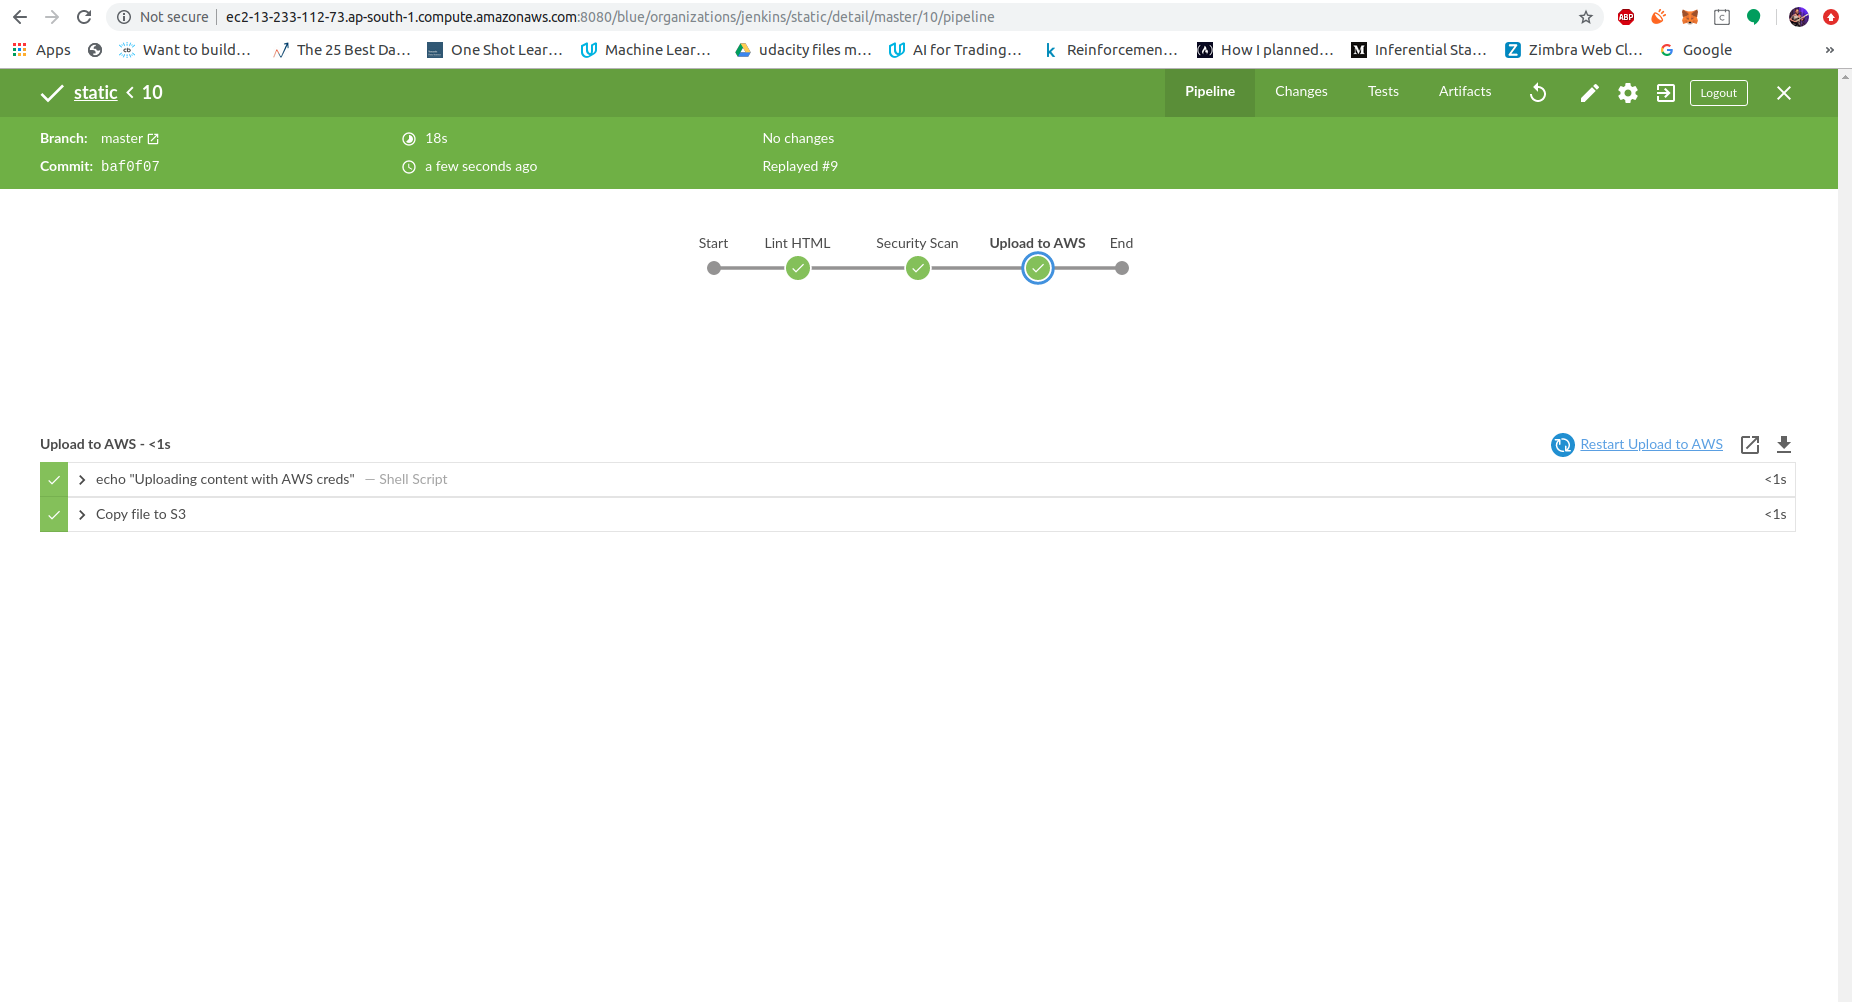 Not secure | ec2-13-233-112-73.ap-south-1.compute.amazonaws.com:8080/blue/organizations/jenkins/static/detail/master/10/pipeline
ABP
Apps Want to build... The 25 Best Da... One Shot Lear... Machine Lear... udacity files m... AI for Trading... Reinforcemen... How I planned... Inferential Sta... Zimbra Web Cl... Google »
static < 10 Pipeline Changes Tests Artifacts Logout
Branch: master 18s No changes
Commit: baf0f07 a few seconds ago Replayed #9
Start Lint HTML Security Scan Upload to AWS End
Upload to AWS - <1s Restart Upload to AWS
echo "Uploading content with AWS creds" — Shell Script <1s
Copy file to S3 <1s